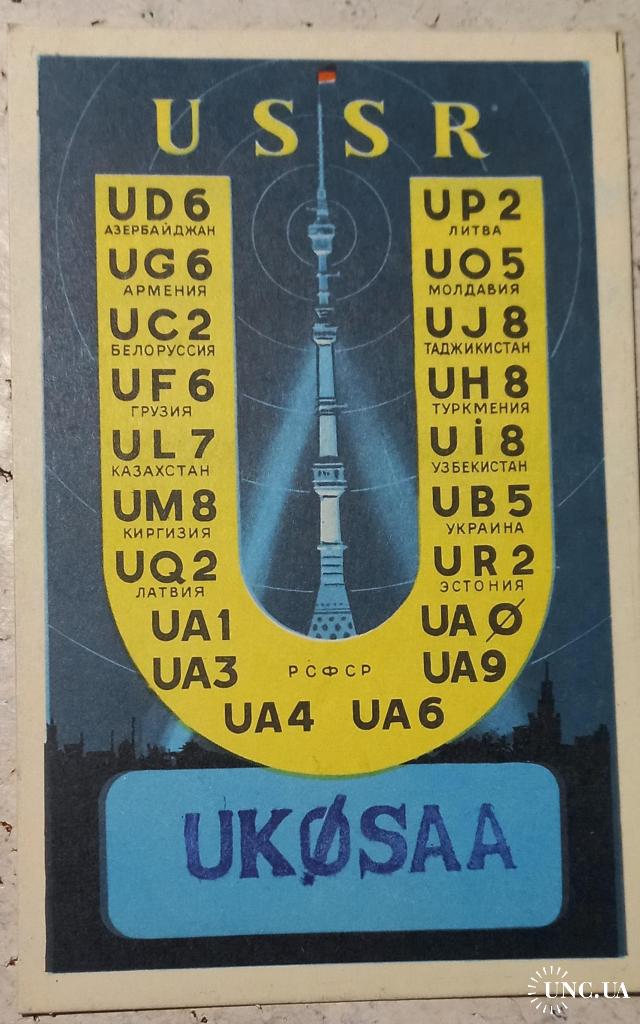 USSR
UD6
АЗЕРБАЙДЖАН
UG6
АРМЕНИЯ
UC2
БЕЛОРУССИЯ
UF6
ГРУЗИЯ
UL7
КАЗАХСТАН
UM8
КИРГИЗИЯ
UQ2
ЛАТВИЯ
UP2
ЛИТВА
UO5
МОЛДАВИЯ
UJ8
ТАДЖИКИСТАН
UH8
ТУРКМЕНИЯ
Ui8
УЗБЕКИСТАН
UB5
УКРАИНА
UR2
ЭСТОНИЯ
UA1
UAØ
UA3
РСФСР
UA9
UA4 UA6
UKØSAA
UNC.UA